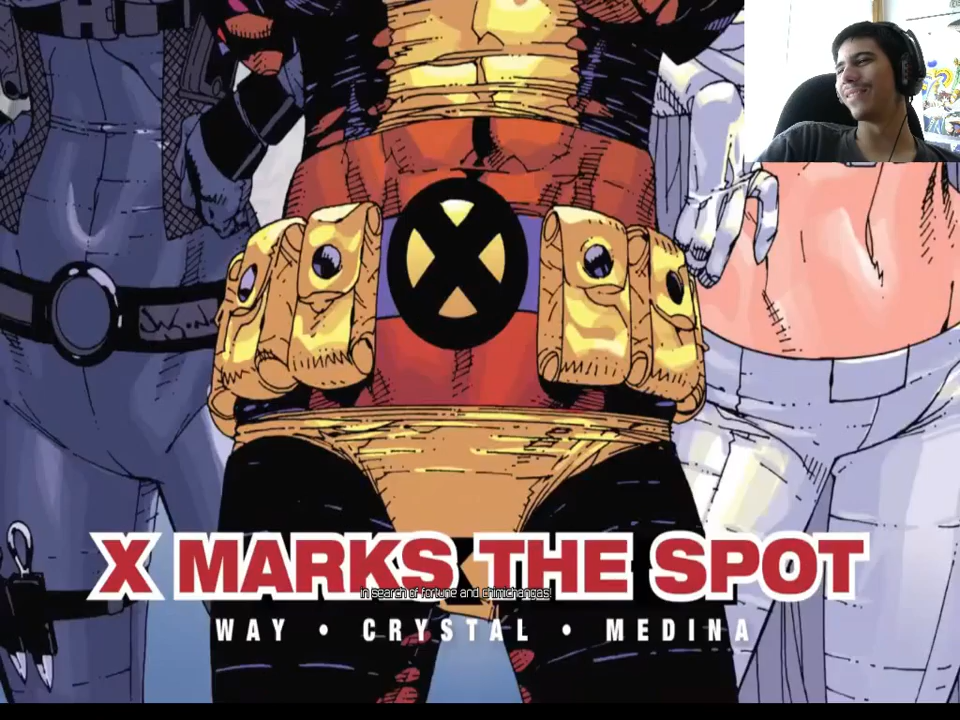 X MARKS THE SPOT
in search of fortune and chimichangas!
WAY • CRYSTAL • MEDINA